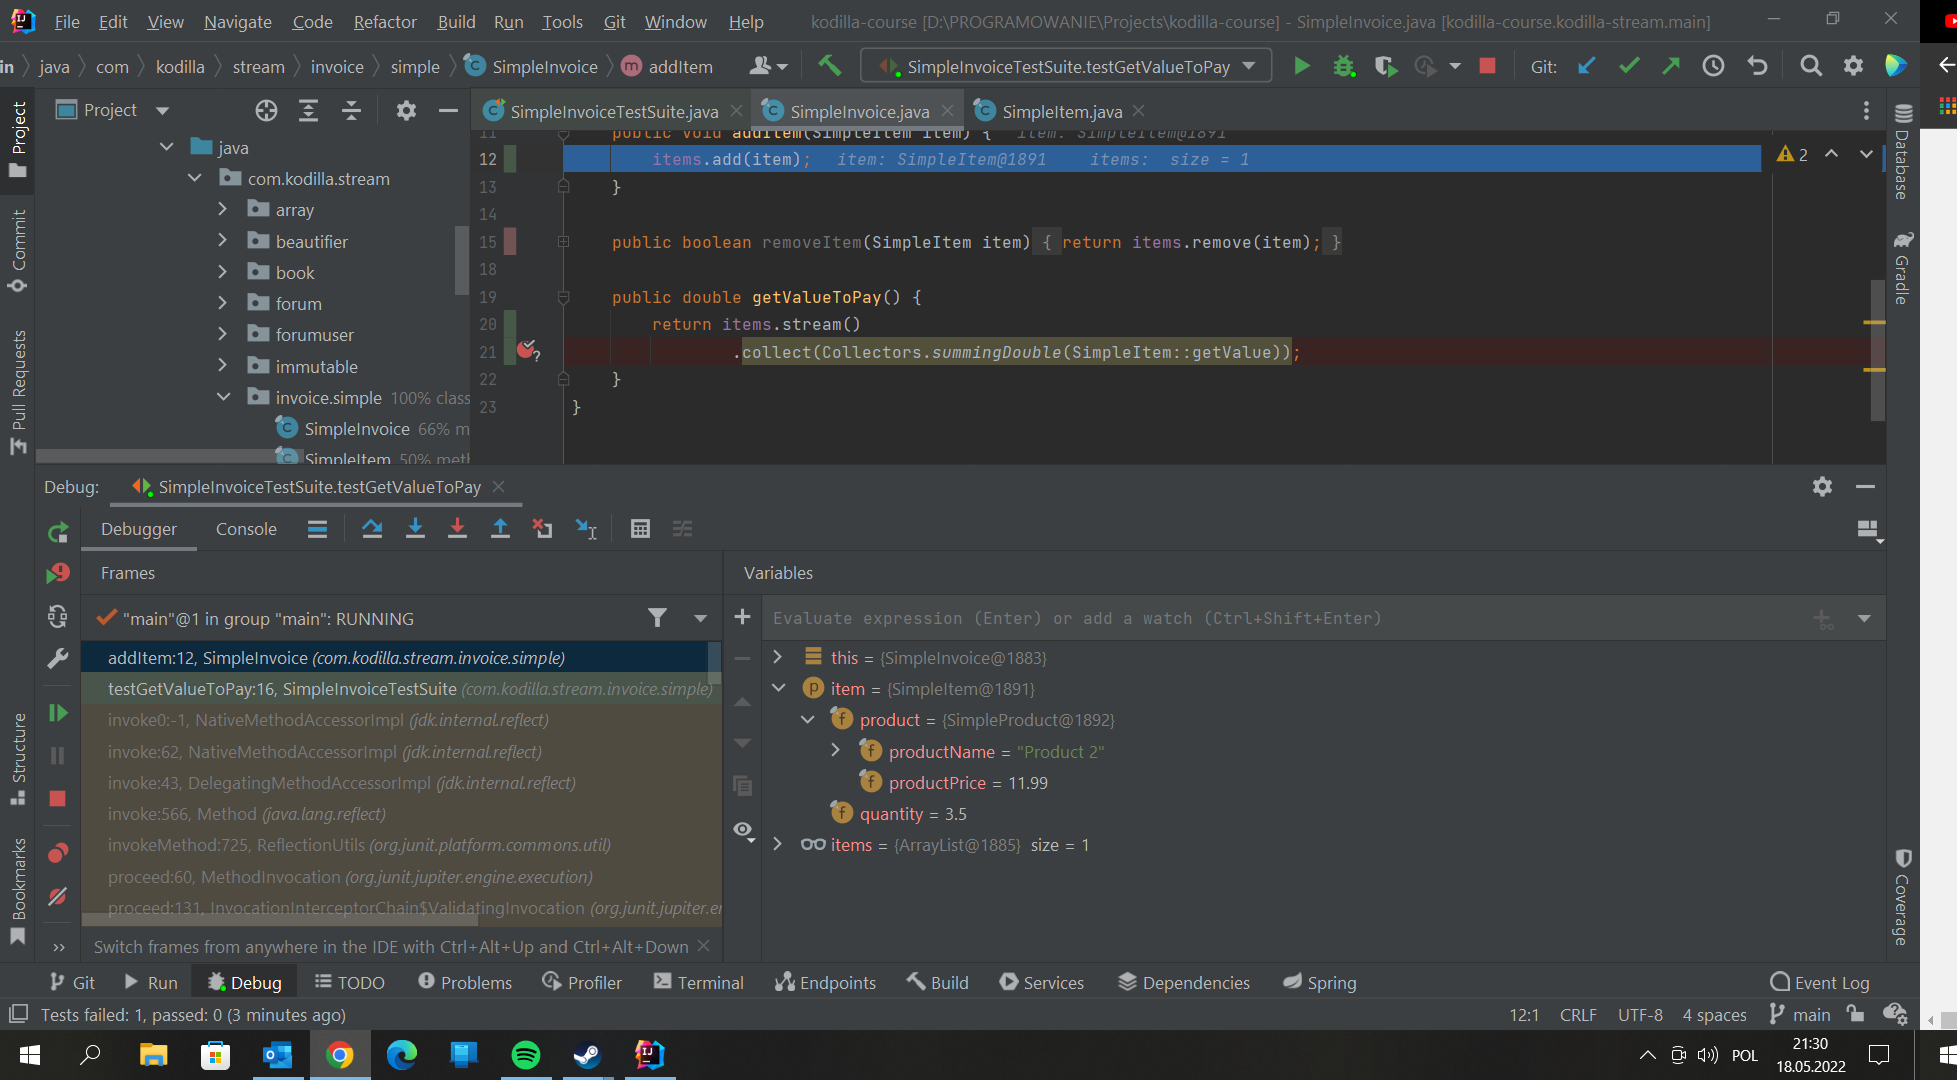 File Edit View Navigate Code Refactor Build Run Tools Git Window Help kodilla-course [D:\PROGRAMOWANIE\Projects\kodilla-course] - SimpleInvoice.java [kodilla-course.kodilla-stream.main]
in java com kodilla stream invoice simple SimpleInvoice addItem SimpleInvoiceTestSuite.testGetValueToPay Git:
Project
SimpleInvoiceTestSuite.java SimpleInvoice.java SimpleItem.java
java
com.kodilla.stream
array
beautifier
book
forum
forumuser
immutable
invoice.simple 100% class
SimpleInvoice 66% m
SimpleItem 50% meth
11 public void addItem(SimpleItem item) { item: SimpleItem@1891
12 items.add(item); item: SimpleItem@1891 items: size = 1
13 }
14
15 public boolean removeItem(SimpleItem item) { return items.remove(item); }
18
19 public double getValueToPay() {
20 return items.stream()
21 .collect(Collectors.summingDouble(SimpleItem::getValue));
22 }
23 }
2
Project
Commit
Pull Requests
Structure
Bookmarks
Database
Gradle
Coverage
Debug: SimpleInvoiceTestSuite.testGetValueToPay
Debugger Console
Frames
"main"@1 in group "main": RUNNING
addItem:12, SimpleInvoice (com.kodilla.stream.invoice.simple)
testGetValueToPay:16, SimpleInvoiceTestSuite (com.kodilla.stream.invoice.simple)
invoke0:-1, NativeMethodAccessorImpl (jdk.internal.reflect)
invoke:62, NativeMethodAccessorImpl (jdk.internal.reflect)
invoke:43, DelegatingMethodAccessorImpl (jdk.internal.reflect)
invoke:566, Method (java.lang.reflect)
invokeMethod:725, ReflectionUtils (org.junit.platform.commons.util)
proceed:60, MethodInvocation (org.junit.jupiter.engine.execution)
proceed:131, InvocationInterceptorChain$ValidatingInvocation (org.junit.jupiter.er
Switch frames from anywhere in the IDE with Ctrl+Alt+Up and Ctrl+Alt+Down
Variables
Evaluate expression (Enter) or add a watch (Ctrl+Shift+Enter)
this = {SimpleInvoice@1883}
item = {SimpleItem@1891}
product = {SimpleProduct@1892}
productName = "Product 2"
productPrice = 11.99
quantity = 3.5
items = {ArrayList@1885} size = 1
Git Run Debug TODO Problems Profiler Terminal Endpoints Build Services Dependencies Spring Event Log
Tests failed: 1, passed: 0 (3 minutes ago) 12:1 CRLF UTF-8 4 spaces main
POL 21:30
18.05.2022